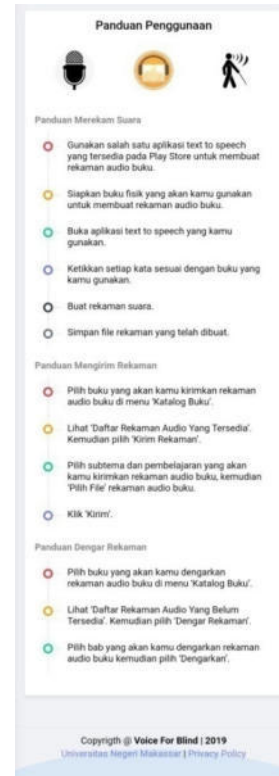 Panduan Penggunaan
Panduan Merekam Suara
Gunakan salah satu aplikasi text to speech
yang tersedia pada Play Store untuk membuat
rekaman audio buku.
Siapkan buku fisik yang akan kamu gunakan
untuk membuat rekaman audio buku.
Buka aplikasi text to speech yang kamu
gunakan.
Ketikkan setiap kata sesuai dengan buku yang
kamu gunakan.
Buat rekaman suara.
Simpan file rekaman yang telah dibuat.
Panduan Mengirim Rekaman
Pilih buku yang akan kamu kirimkan rekaman
audio buku di menu 'Katalog Buku'.
Lihat 'Daftar Rekaman Audio Yang Tersedia'.
Kemudian pilih 'Kirim Rekaman'.
Pilih subtema dan pembelajaran yang akan
kamu kirimkan rekaman audio buku, kemudian
'Pilih File' rekaman audio buku.
Klik 'Kirim'.
Panduan Dengar Rekaman
Pilih buku yang akan kamu dengarkan
rekaman audio buku di menu 'Katalog Buku'.
Lihat 'Daftar Rekaman Audio Yang Belum
Tersedia'. Kemudian pilih 'Dengar Rekaman'.
Pilih bab yang akan kamu dengarkan rekaman
audio buku kemudian pilih 'Dengarkan'.
Copyrigth @ Voice For Blind | 2019
Universitas Negeri Makassar | Privacy Policy